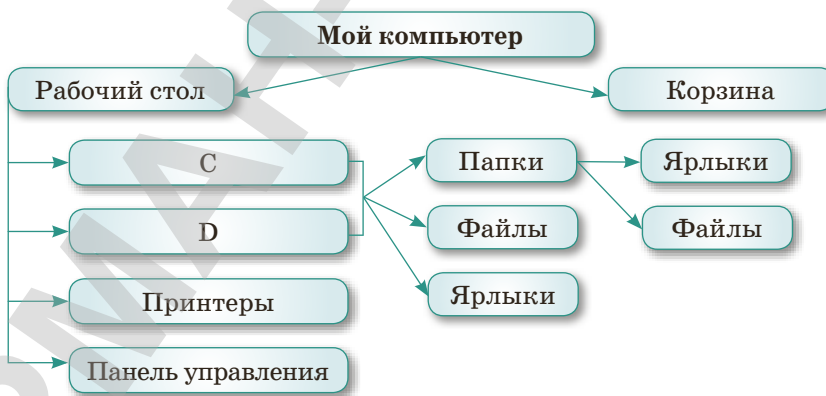 Мой компьютер
Рабочий стол
Корзина
C
Папки
Ярлыки
D
Файлы
Файлы
Принтеры
Ярлыки
Панель управления